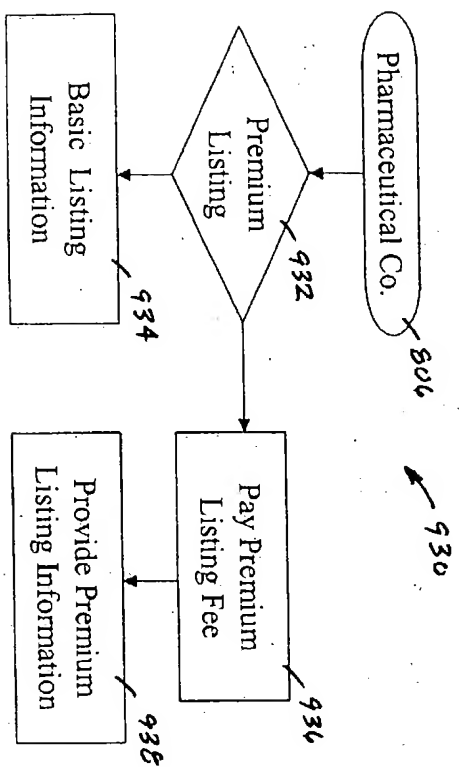 Pharmaceutical Co.
806
930
Premium
Listing
932
Pay Premium
Listing Fee
936
Basic Listing
Information
934
Provide Premium
Listing Information
938